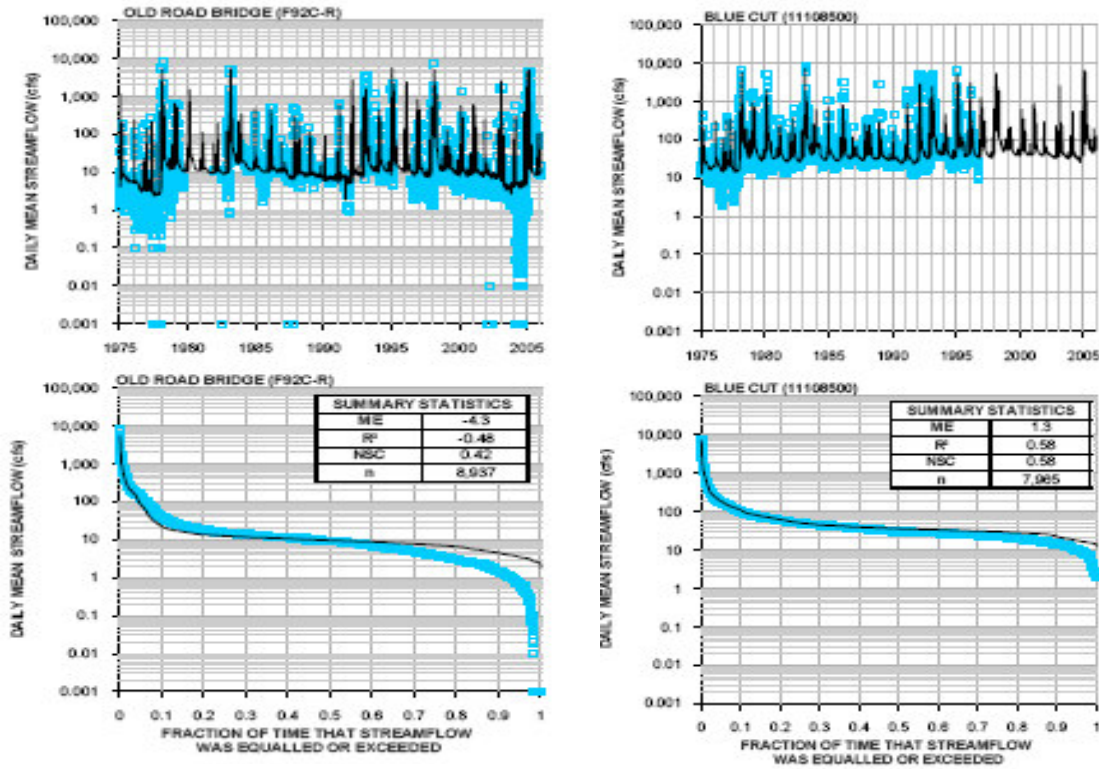 OLD ROAD BRIDGE (F92C-R)
DAILY MEAN STREAMFLOW (cfs)
100,000
10,000
1,000
100
10
1
0.1
0.01
0.001
1975 1980 1985 1990 1995 2000 2005
BLUE CUT (11108500)
DAILY MEAN STREAMFLOW (cfs)
100,000
10,000
1,000
100
10
1
0.1
0.01
0.001
1975 1980 1985 1990 1995 2000 2005
OLD ROAD BRIDGE (F92C-R)
DAILY MEAN STREAMFLOW (cfs)
100,000
10,000
1,000
100
10
1
0.1
0.01
0.001
SUMMARY STATISTICS
ME -4.3
R² -0.48
NSC 0.42
n 8,937
0 0.1 0.2 0.3 0.4 0.5 0.6 0.7 0.8 0.9 1
FRACTION OF TIME THAT STREAMFLOW
WAS EQUALLED OR EXCEEDED
BLUE CUT (11108500)
DAILY MEAN STREAMFLOW (cfs)
100,000
10,000
1,000
100
10
1
0.1
0.01
0.001
SUMMARY STATISTICS
ME 1.3
R² 0.58
NSC 0.58
n 7,965
0 0.1 0.2 0.3 0.4 0.5 0.6 0.7 0.8 0.9 1
FRACTION OF TIME THAT STREAMFLOW
WAS EQUALLED OR EXCEEDED